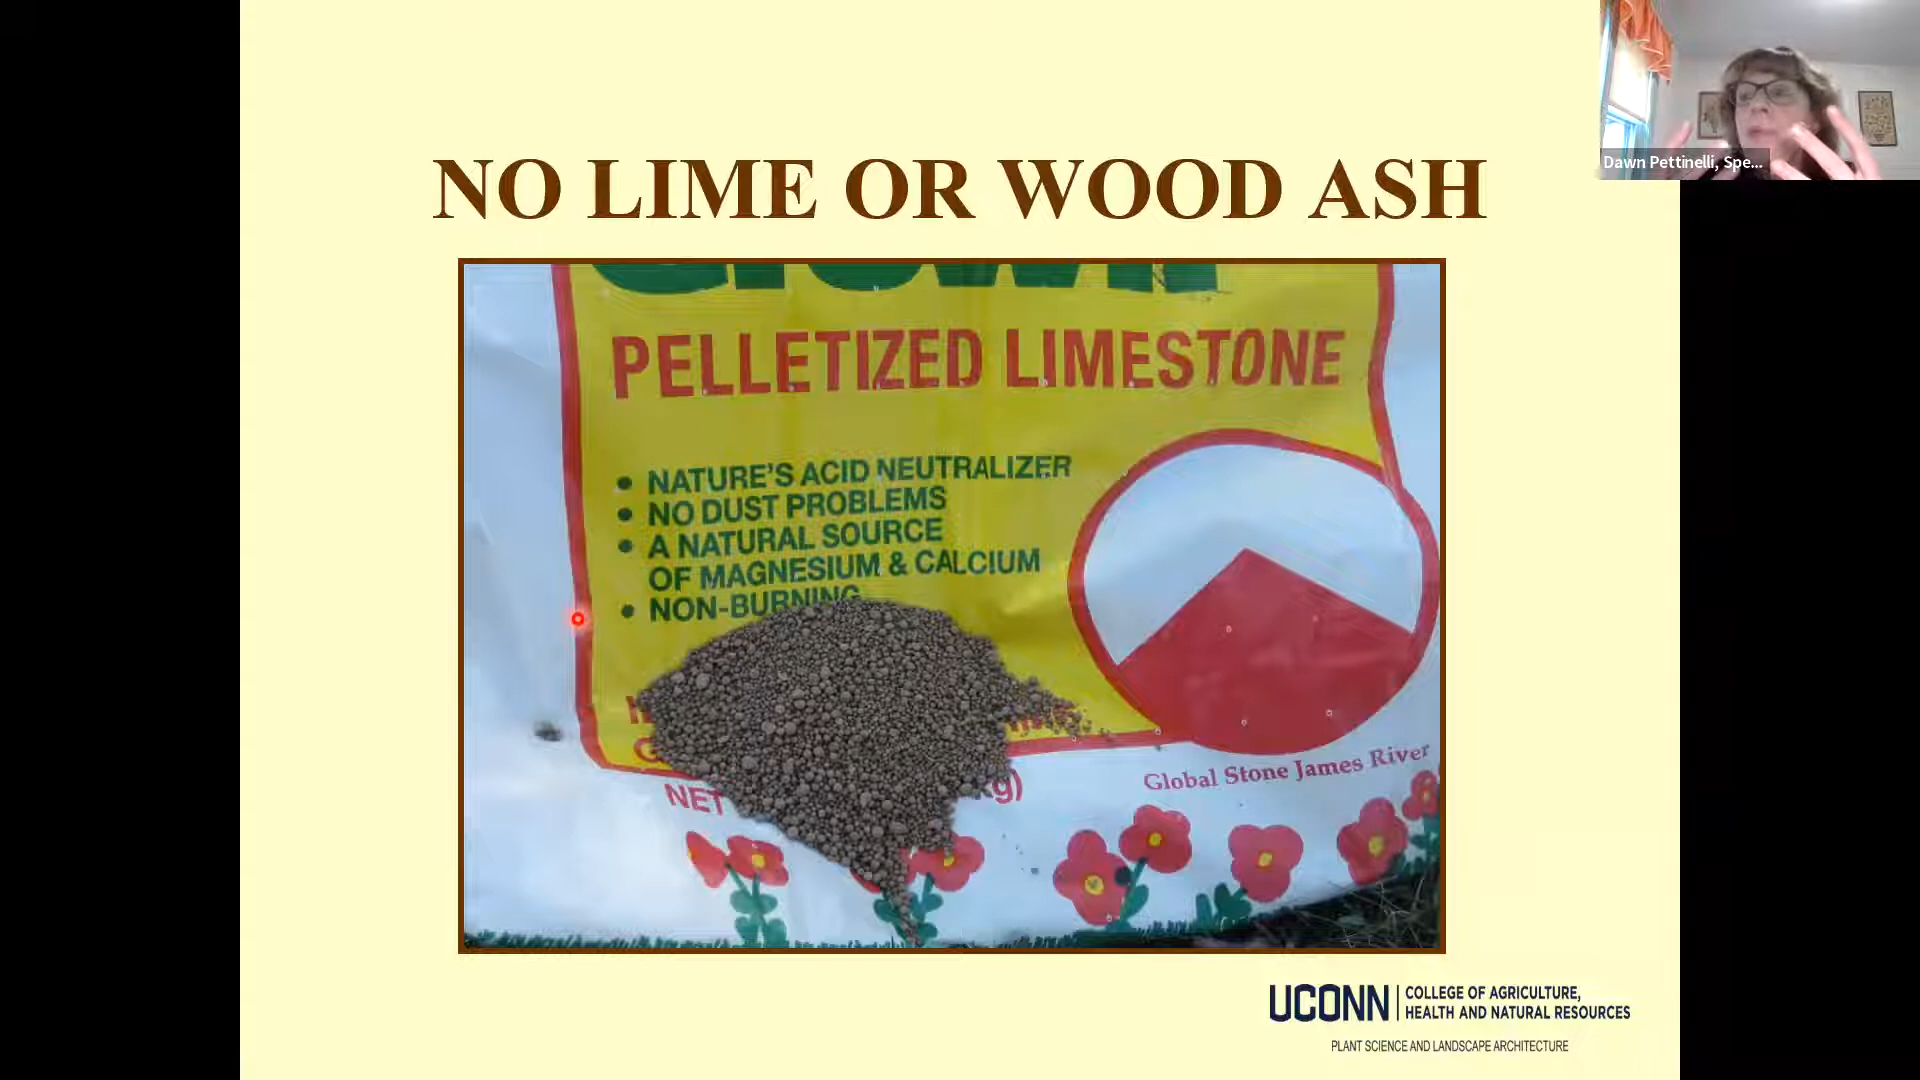 Dawn Pettinelli, Spe...
NO LIME OR WOOD ASH
PELLETIZED LIMESTONE
• NATURE'S ACID NEUTRALIZER
• NO DUST PROBLEMS
• A NATURAL SOURCE
OF MAGNESIUM & CALCIUM
• NON-BURNING
NET
kg)
Global Stone James River
UCONN
COLLEGE OF AGRICULTURE,
HEALTH AND NATURAL RESOURCES
PLANT SCIENCE AND LANDSCAPE ARCHITECTURE